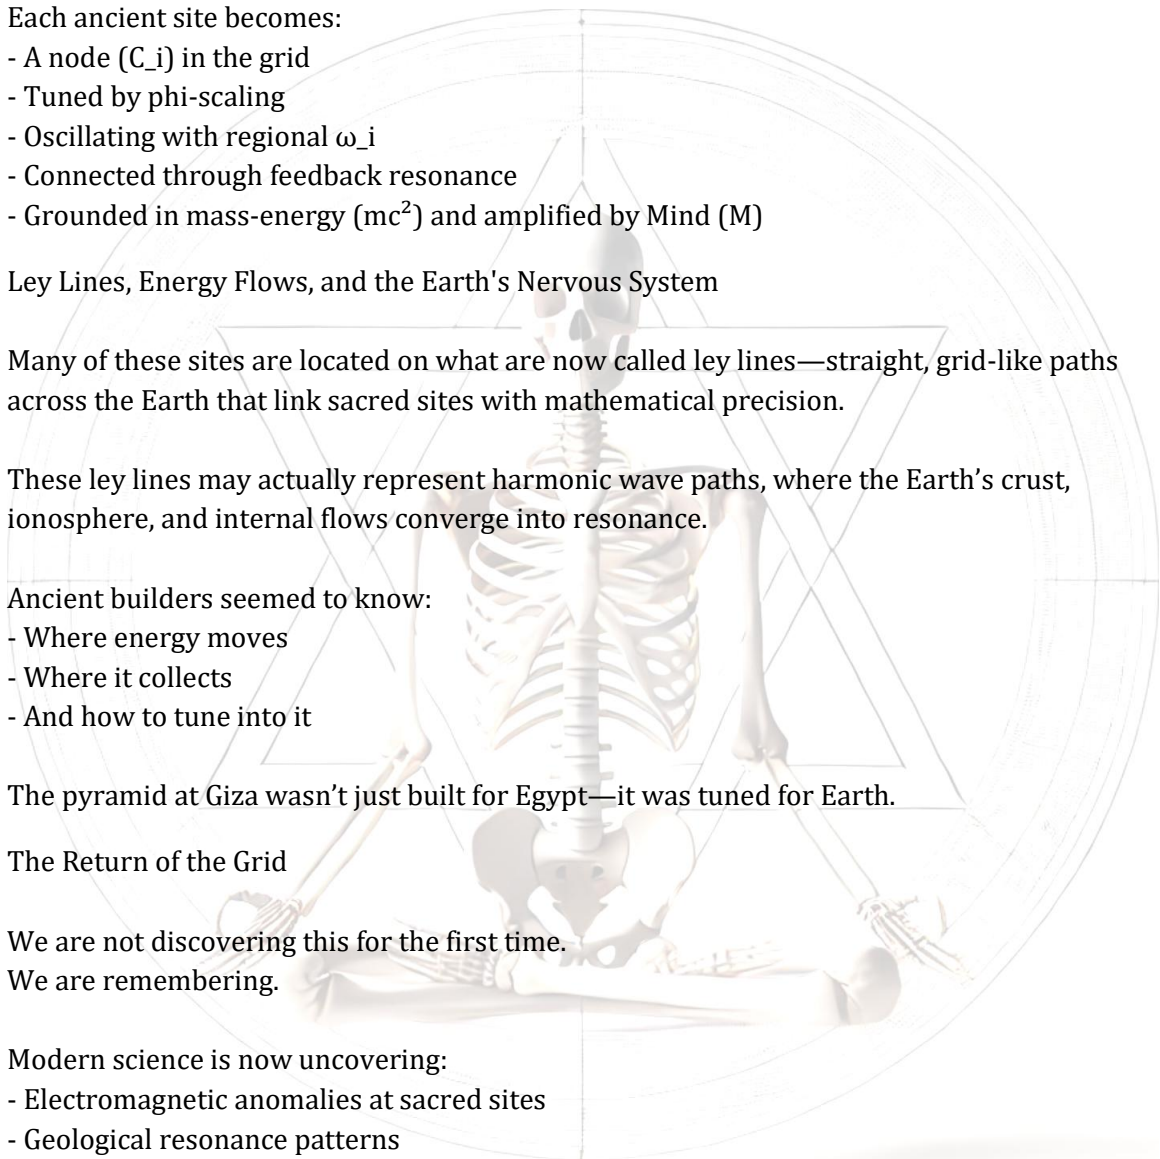 Each ancient site becomes:
- A node (C_i) in the grid
- Tuned by phi-scaling
- Oscillating with regional ω_i
- Connected through feedback resonance
- Grounded in mass-energy (mc²) and amplified by Mind (M)
Ley Lines, Energy Flows, and the Earth's Nervous System
Many of these sites are located on what are now called ley lines—straight, grid-like paths
across the Earth that link sacred sites with mathematical precision.
These ley lines may actually represent harmonic wave paths, where the Earth’s crust,
ionosphere, and internal flows converge into resonance.
Ancient builders seemed to know:
- Where energy moves
- Where it collects
- And how to tune into it
The pyramid at Giza wasn’t just built for Egypt—it was tuned for Earth.
The Return of the Grid
We are not discovering this for the first time.
We are remembering.
Modern science is now uncovering:
- Electromagnetic anomalies at sacred sites
- Geological resonance patterns